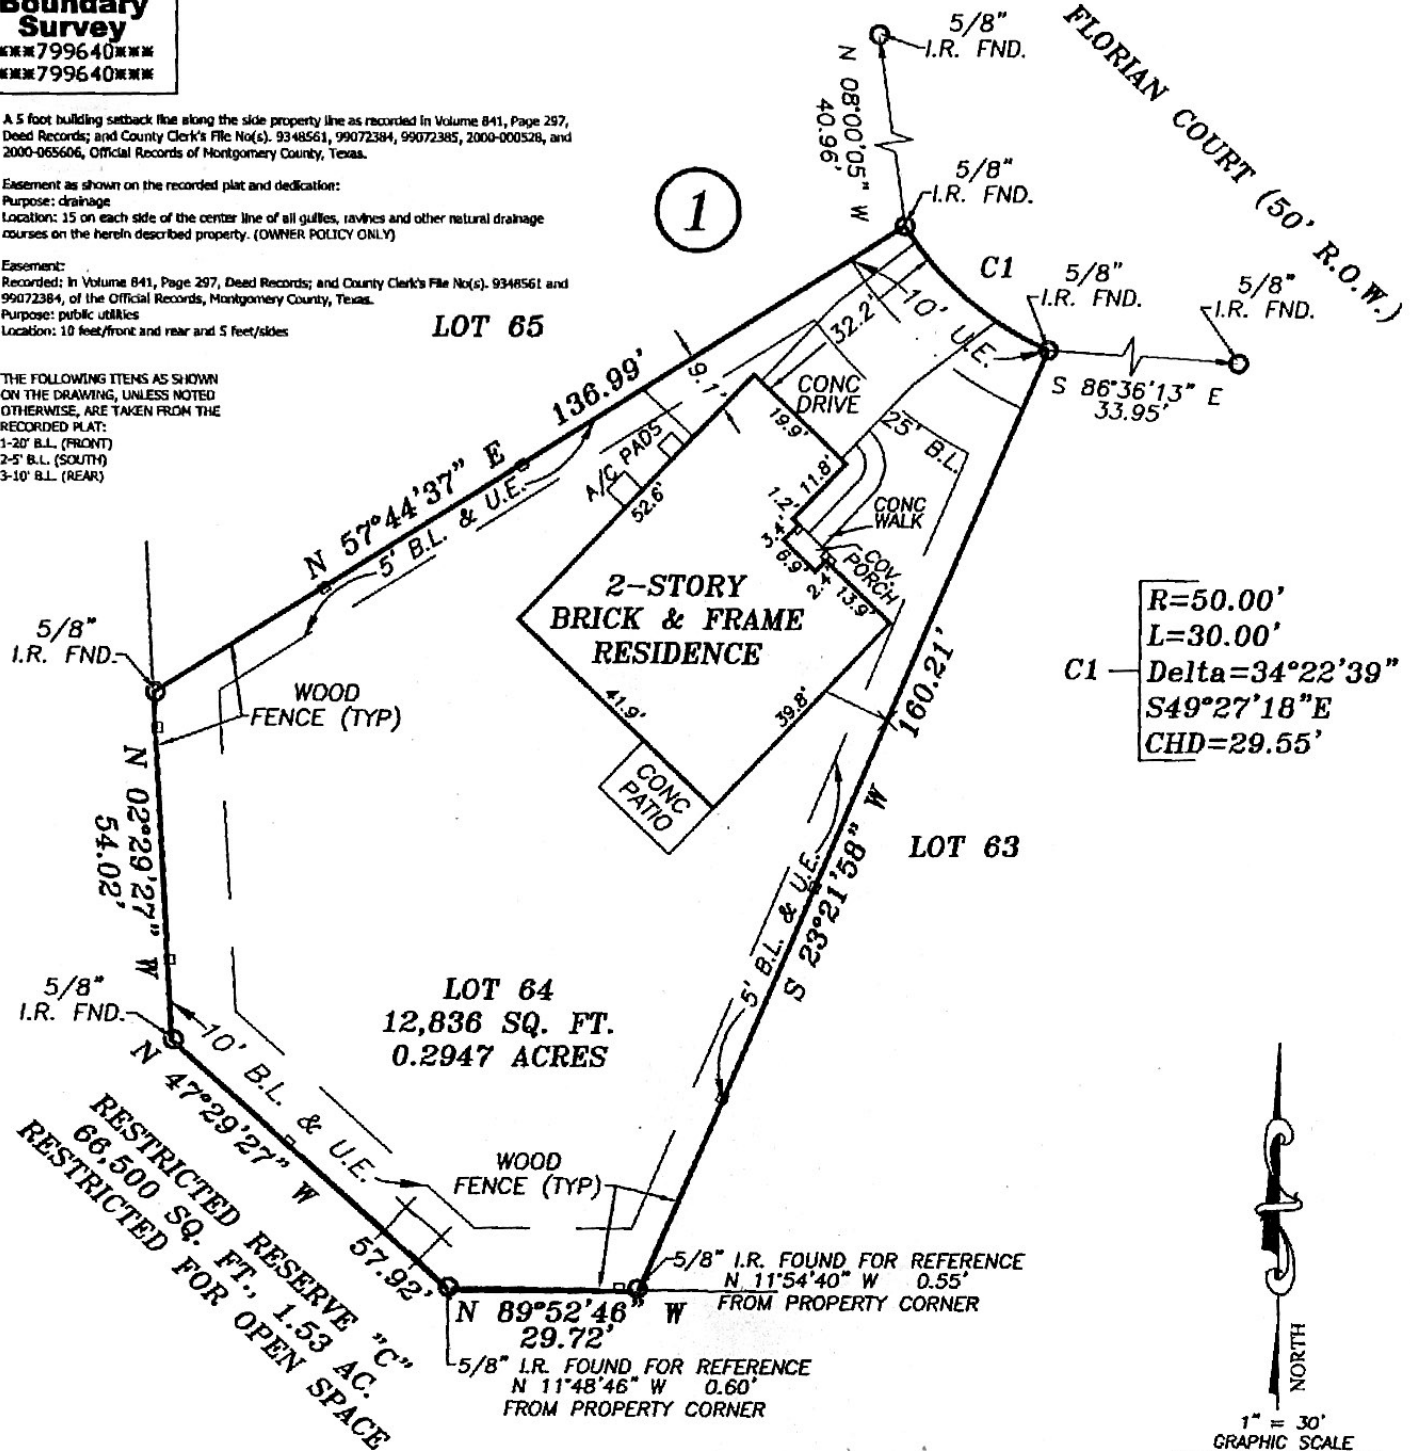 Boundary
Survey
***799640***
***799640***
A 5 foot building setback line along the side property line as recorded in Volume 841, Page 297,
Deed Records; and County Clerk's File No(s). 9348561, 99072384, 99072385, 2000-000528, and
2000-065606, Official Records of Montgomery County, Texas.
Easement as shown on the recorded plat and dedication:
Purpose: drainage
Location: 15 on each side of the center line of all gullies, ravines and other natural drainage
courses on the herein described property. (OWNER POLICY ONLY)
Easement:
Recorded: in Volume 841, Page 297, Deed Records; and County Clerk's File No(s). 9348561 and
99072384, of the Official Records, Montgomery County, Texas.
Purpose: public utilities
Location: 10 feet/front and rear and 5 feet/sides
THE FOLLOWING ITENS AS SHOWN
ON THE DRAWING, UNLESS NOTED
OTHERWISE, ARE TAKEN FROM THE
RECORDED PLAT:
1-20' B.L. (FRONT)
2-5' B.L. (SOUTH)
3-10' B.L. (REAR)
5/8"
I.R. FND.
N 08°00'05" W
40.96'
5/8"
I.R. FND.
FLORIAN COURT (50' R.O.W.)
1
C1
5/8"
I.R. FND.
5/8"
I.R. FND.
S 86°36'13" E
33.95'
LOT 65
N 57°44'37" E 136.99'
5' B.L. & U.E.
9.1'
32.2'
10' U.E.
CONC
DRIVE
25' B.L.
A/C PADS
52.6'
19.9'
11.8'
1.2'
3.4'
6.9'
2.4'
13.9'
CONC
WALK
COV.
PORCH
2-STORY
BRICK & FRAME
RESIDENCE
41.9'
39.8'
CONC
PATIO
5/8"
I.R. FND.
WOOD
FENCE (TYP)
N 02°29'27" W
54.02'
S 23°21'58" W 160.21'
5' B.L. & U.E.
LOT 63
C1
R=50.00'
L=30.00'
Delta=34°22'39"
S49°27'18"E
CHD=29.55'
5/8"
I.R. FND.
LOT 64
12,836 SQ. FT.
0.2947 ACRES
10' B.L. & U.E.
N 47°29'27" W 57.92'
RESTRICTED RESERVE "C"
66,500 SQ. FT., 1.53 AC.
RESTRICTED FOR OPEN SPACE
WOOD
FENCE (TYP)
5/8" I.R. FOUND FOR REFERENCE
N 11°54'40" W 0.55'
FROM PROPERTY CORNER
N 89°52'46" W
29.72'
5/8" I.R. FOUND FOR REFERENCE
N 11°48'46" W 0.60'
FROM PROPERTY CORNER
NORTH
1" = 30'
GRAPHIC SCALE